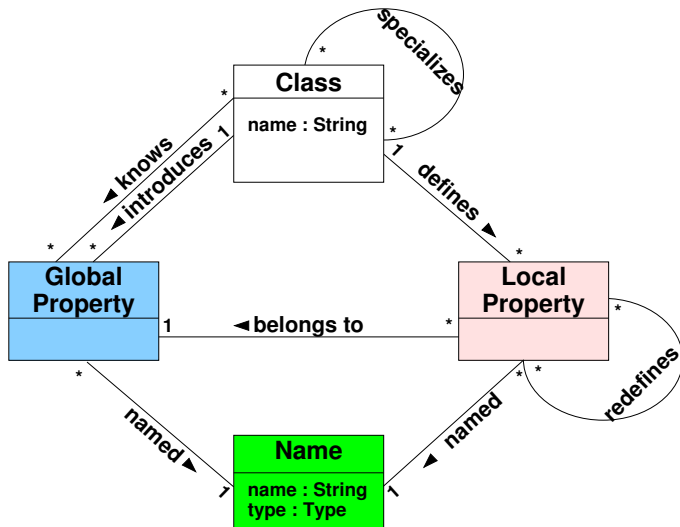 specializes
*
Class
*
*
name : String
1
1
knows
introduces
defines
*
*
*
Global
Property
Local
Property
*
1
◄ belongs to
*
*
*
*
named
named
redefines
Name
1
1
name : String
type : Type